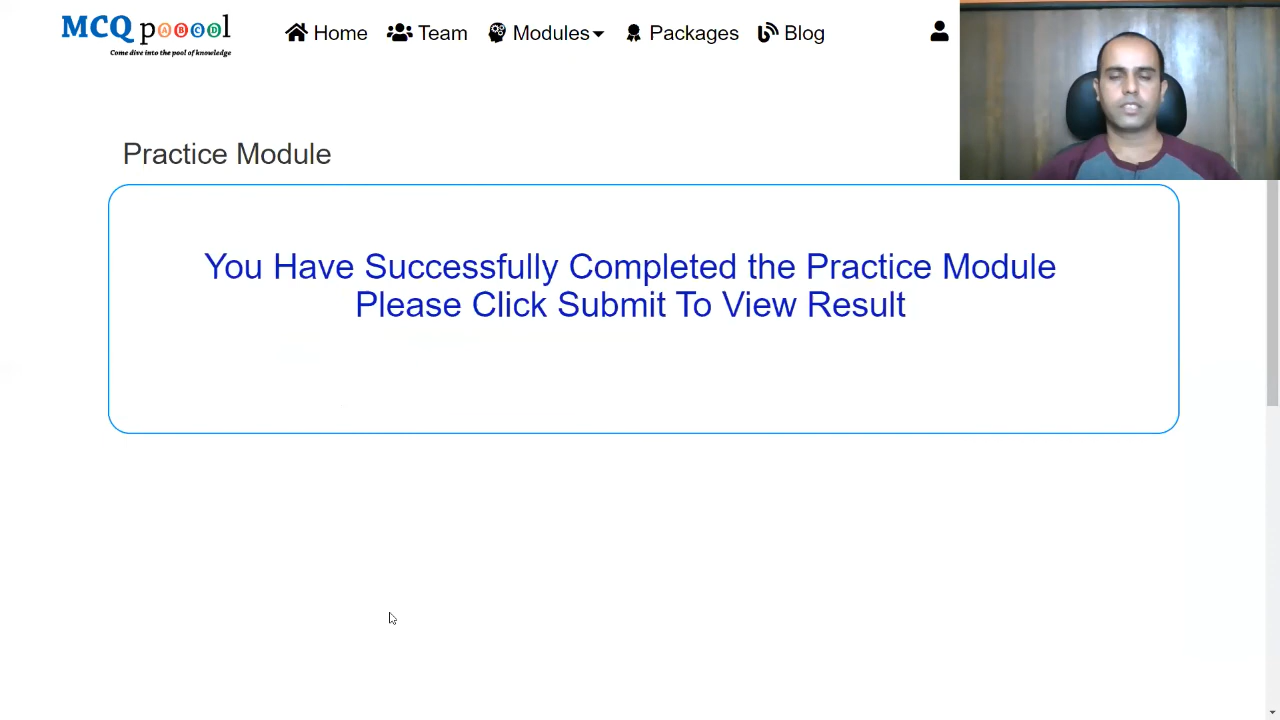 MCQ pooool
A B C D
Come dive into the pool of knowledge
Home Team Modules Packages Blog
Practice Module
You Have Successfully Completed the Practice Module
Please Click Submit To View Result